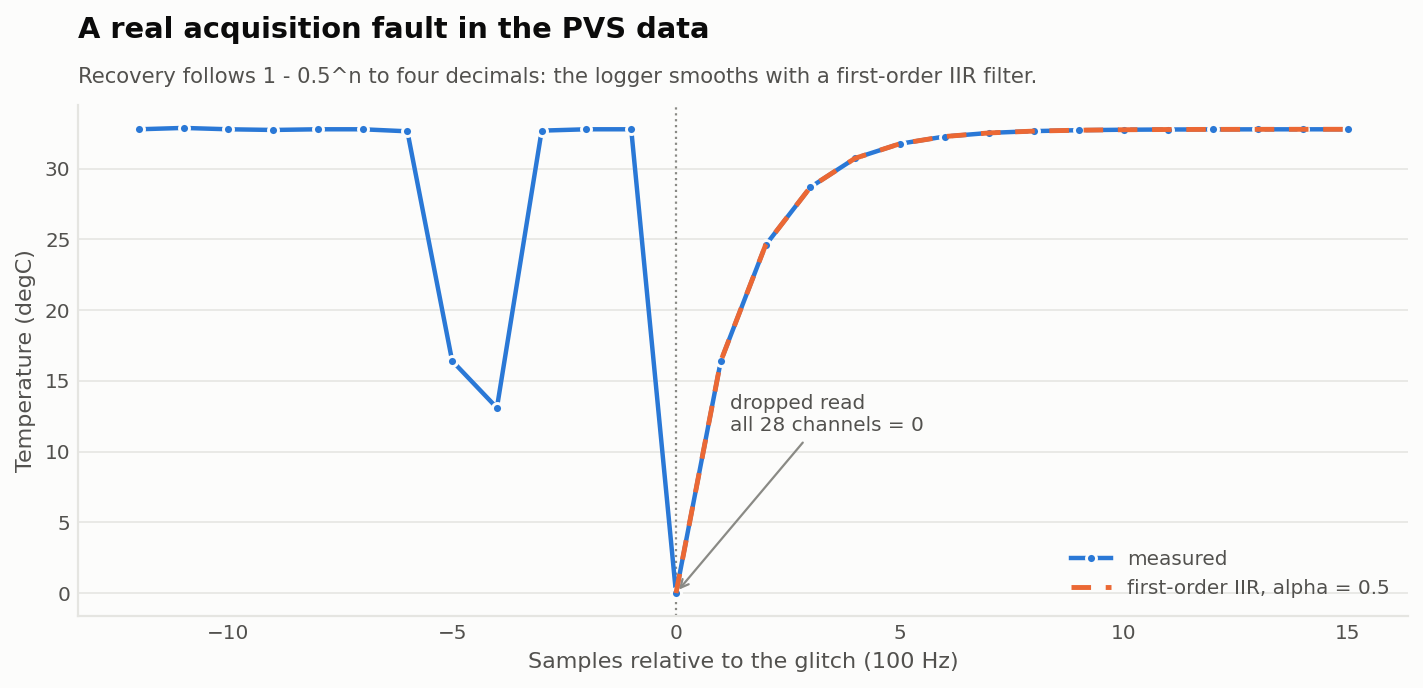 A real acquisition fault in the PVS data
Recovery follows 1 - 0.5^n to four decimals: the logger smooths with a first-order IIR filter.
Temperature (degC)
30
25
20
15
10
5
0
dropped read
all 28 channels = 0
measured
first-order IIR, alpha = 0.5
−10
−5
0
5
10
15
Samples relative to the glitch (100 Hz)